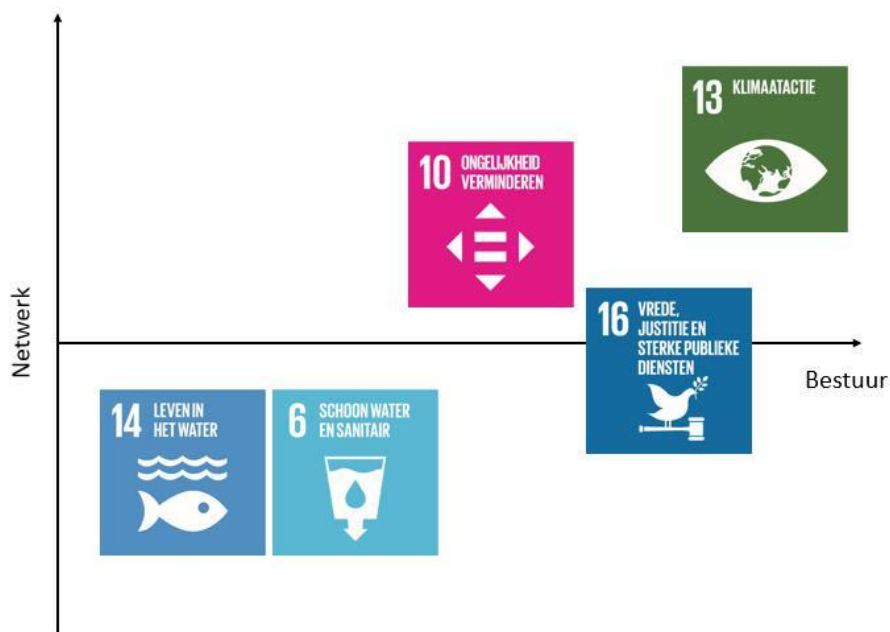 13 KLIMAATACTIE
10 ONGELIJKHEID
VERMINDEREN
Netwerk
16 VREDE,
JUSTITIE EN
STERKE PUBLIEKE
DIENSTEN
Bestuur
14 LEVEN IN
HET WATER
6 SCHOON WATER
EN SANITAIR